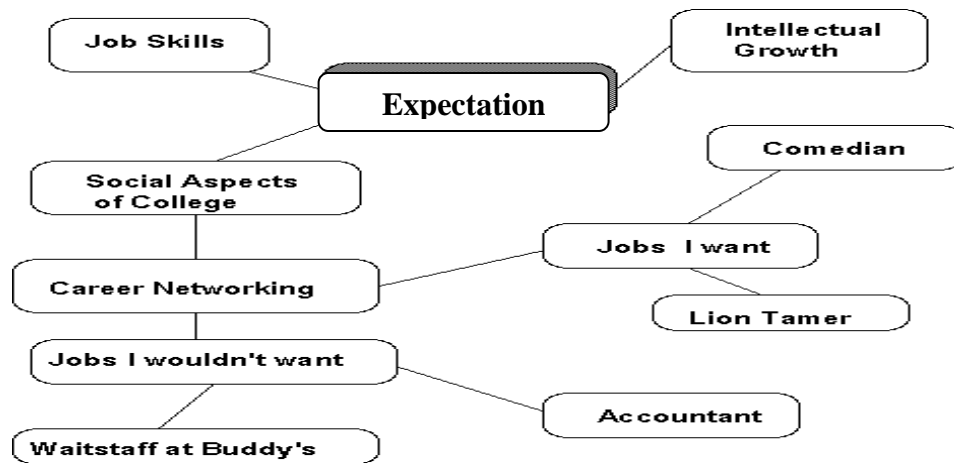 Job Skills
Intellectual
Growth
Expectation
Comedian
Social Aspects
of College
Jobs I want
Career Networking
Lion Tamer
Jobs I wouldn't want
Accountant
Waitstaff at Buddy's